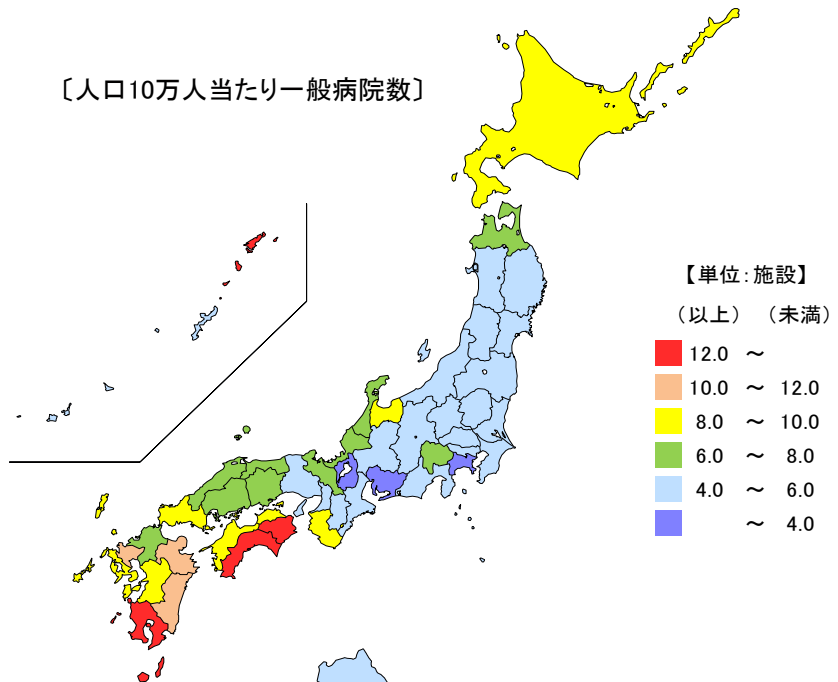 〔人口10万人当たり一般病院数〕
【単位：施設】
（以上） （未満）
12.0 ～
10.0 ～ 12.0
8.0 ～ 10.0
6.0 ～ 8.0
4.0 ～ 6.0
～ 4.0